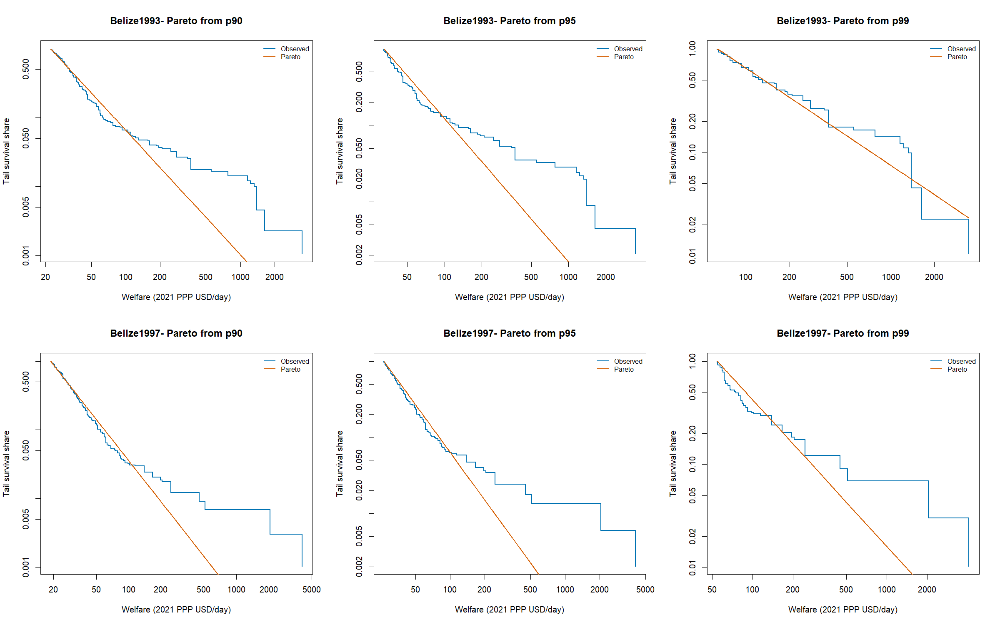 Belize1993- Pareto from p90
Observed
Pareto
Tail survival share
0.500
0.050
0.005
0.001
20 50 100 200 500 1000 2000
Welfare (2021 PPP USD/day)
Belize1993- Pareto from p95
Observed
Pareto
Tail survival share
0.500
0.200
0.050
0.020
0.005
0.002
50 100 200 500 1000 2000
Welfare (2021 PPP USD/day)
Belize1993- Pareto from p99
Observed
Pareto
Tail survival share
1.00
0.50
0.20
0.10
0.05
0.02
0.01
100 200 500 1000 2000
Welfare (2021 PPP USD/day)
Belize1997- Pareto from p90
Observed
Pareto
Tail survival share
0.500
0.050
0.005
0.001
20 50 100 200 500 1000 2000 5000
Welfare (2021 PPP USD/day)
Belize1997- Pareto from p95
Observed
Pareto
Tail survival share
0.500
0.200
0.050
0.020
0.005
0.002
50 100 200 500 1000 2000 5000
Welfare (2021 PPP USD/day)
Belize1997- Pareto from p99
Observed
Pareto
Tail survival share
1.00
0.50
0.20
0.10
0.05
0.02
0.01
50 100 200 500 1000 2000
Welfare (2021 PPP USD/day)